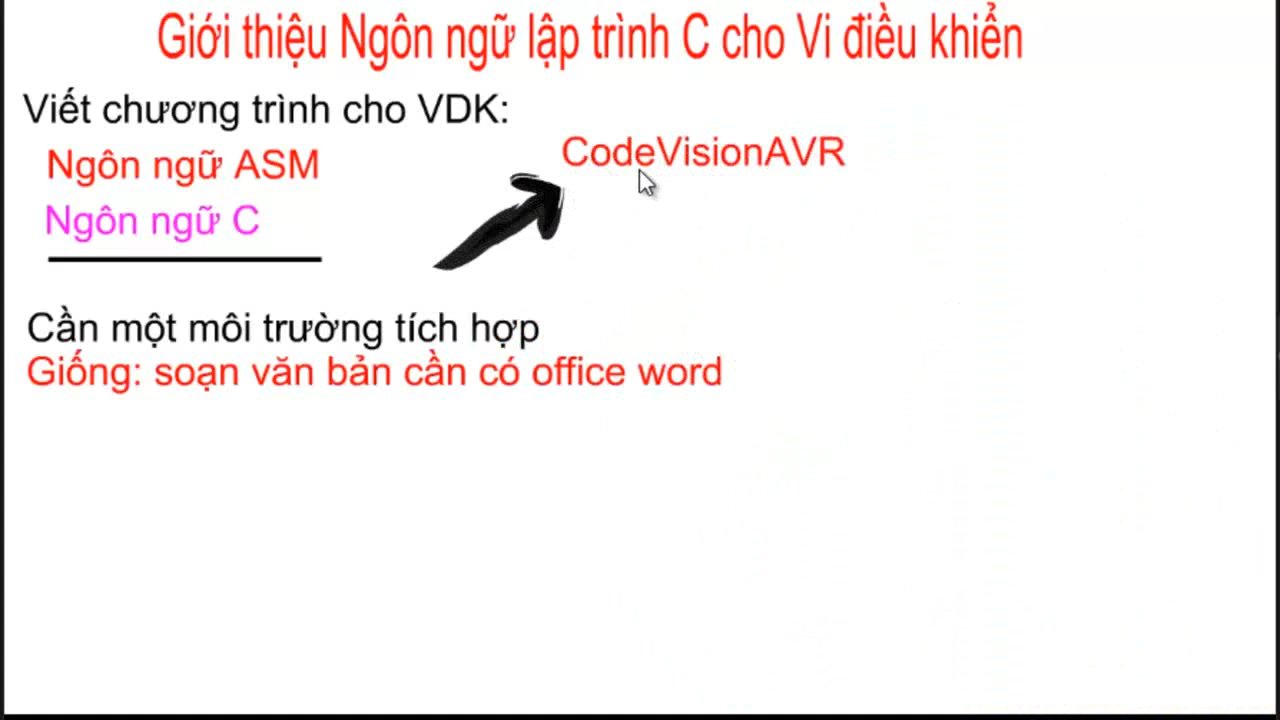 Giới thiệu Ngôn ngữ lập trình C cho Vi điều khiển
Viết chương trình cho VDK:
Ngôn ngữ ASM
Ngôn ngữ C
CodeVisionAVR
Cần một môi trường tích hợp
Giống: soạn văn bản cần có office word